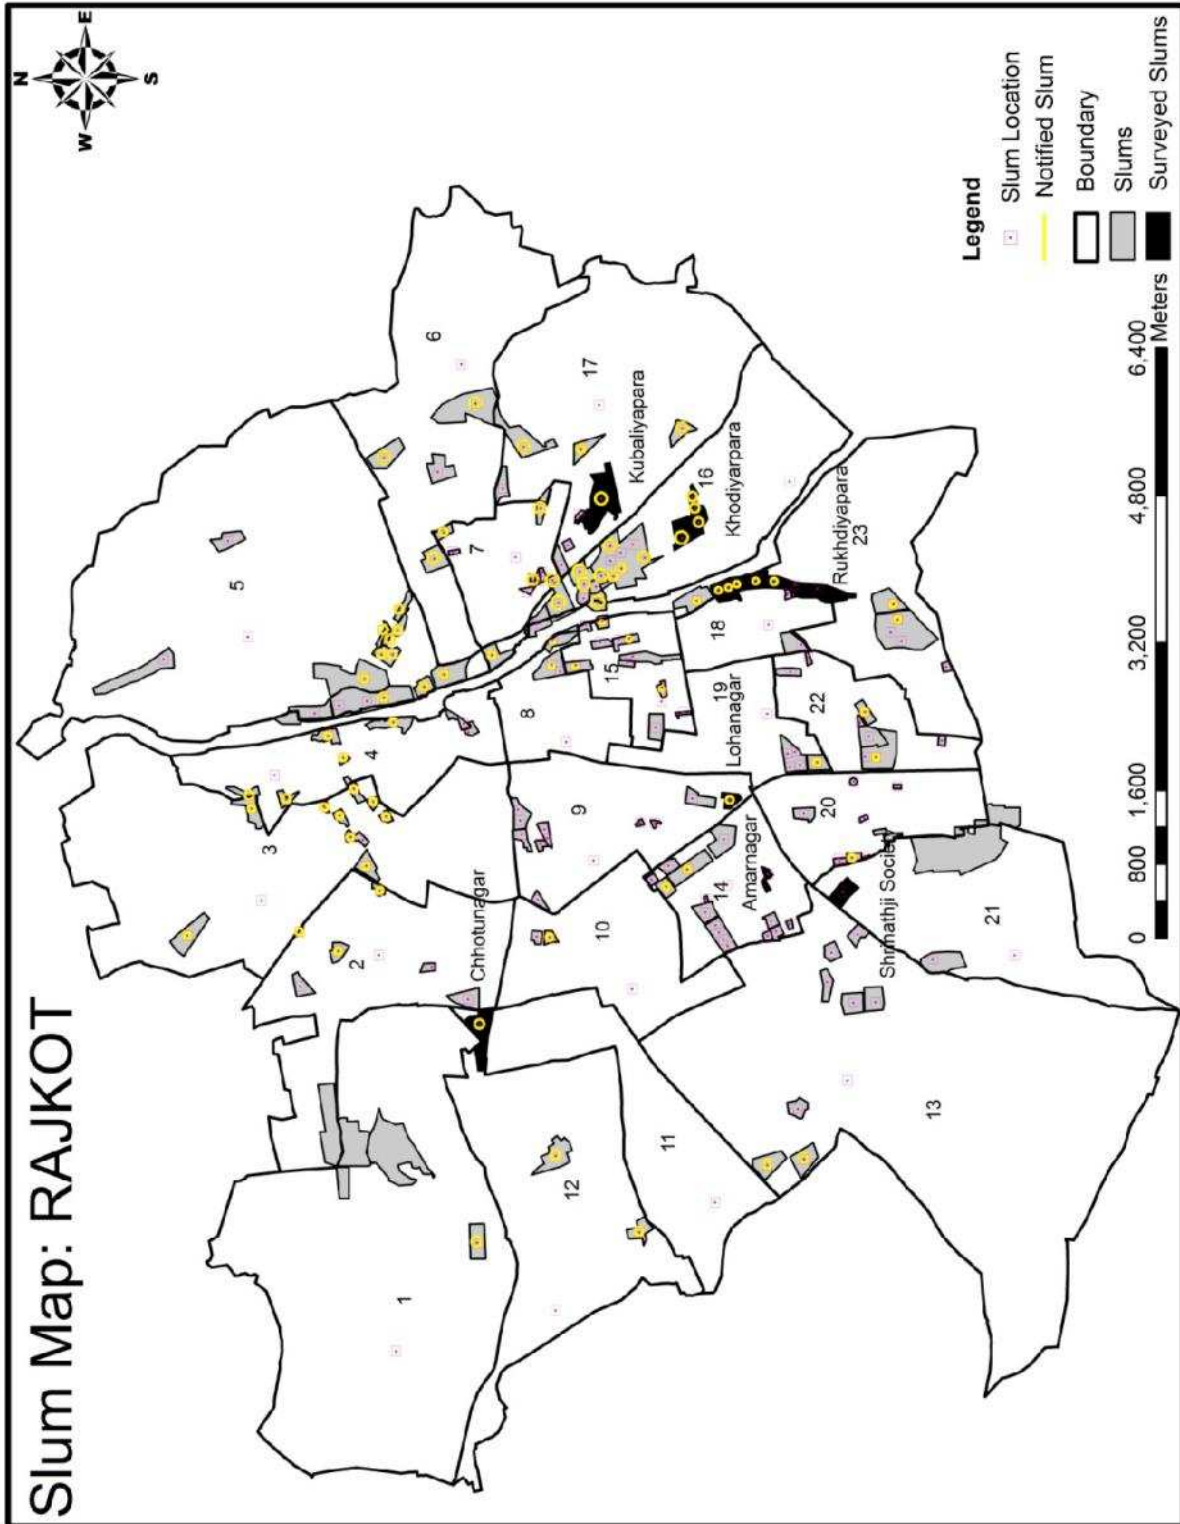 Slum Map: RAJKOT
N
E
S
W
1
2
3
4
5
6
7
8
9
10
11
12
13
14
15
16
17
18
19
20
21
22
23
Chhotunagar
Amarnagar
Lohanagar
Kubaliyapara
Khodiyarpara
Rukhdiyapara
Shrinathji Societ
Legend
Slum Location
Notified Slum
Boundary
Slums
Surveyed Slums
0 800 1,600 3,200 4,800 6,400
Meters